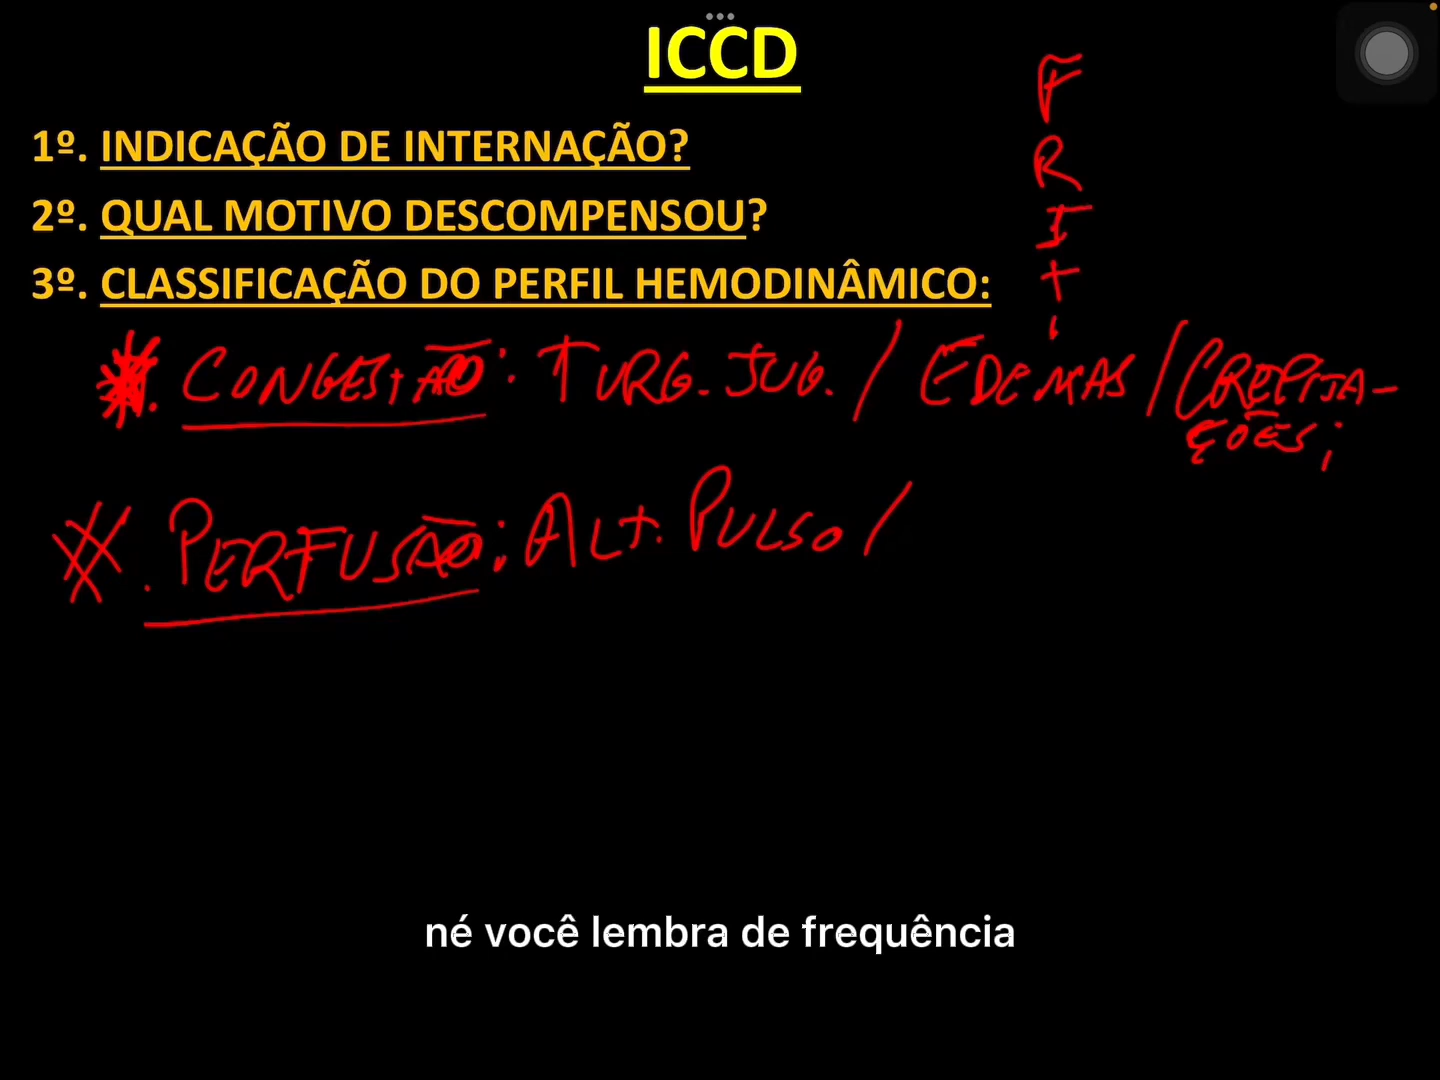 ICCD
1º. INDICAÇÃO DE INTERNAÇÃO?
2º. QUAL MOTIVO DESCOMPENSOU?
3º. CLASSIFICAÇÃO DO PERFIL HEMODINÂMICO:
F
R
I
T
. CONGESTÃO: TURG. JUG. / EDEMAS / CREPITA-
ÇÕES;
. PERFUSÃO: ALT. PULSO /
né você lembra de frequência